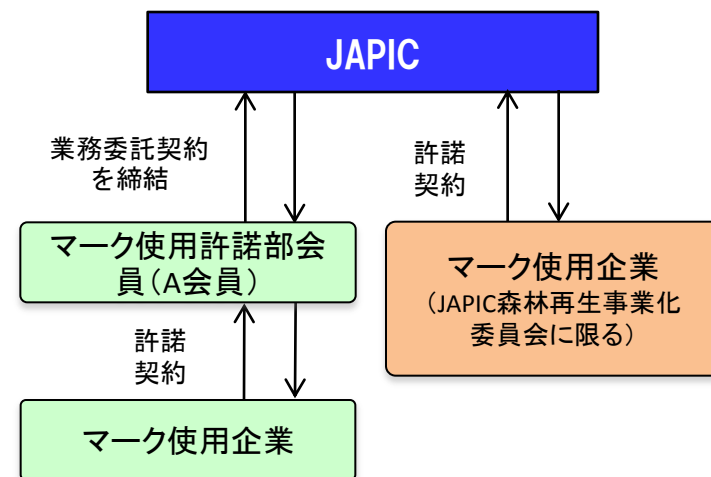 JAPIC
業務委託契約
を締結
許諾
契約
マーク使用許諾部会
員（A会員）
マーク使用企業
（JAPIC森林再生事業化
委員会に限る）
許諾
契約
マーク使用企業